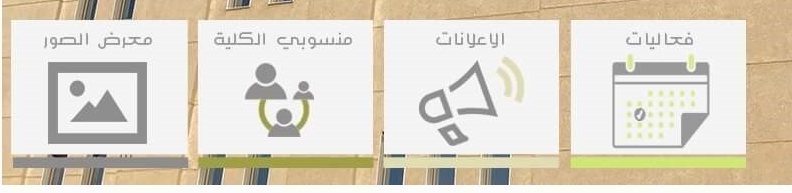 فعاليات
الاعلانات
منسوبي الكلية
معرض الصور